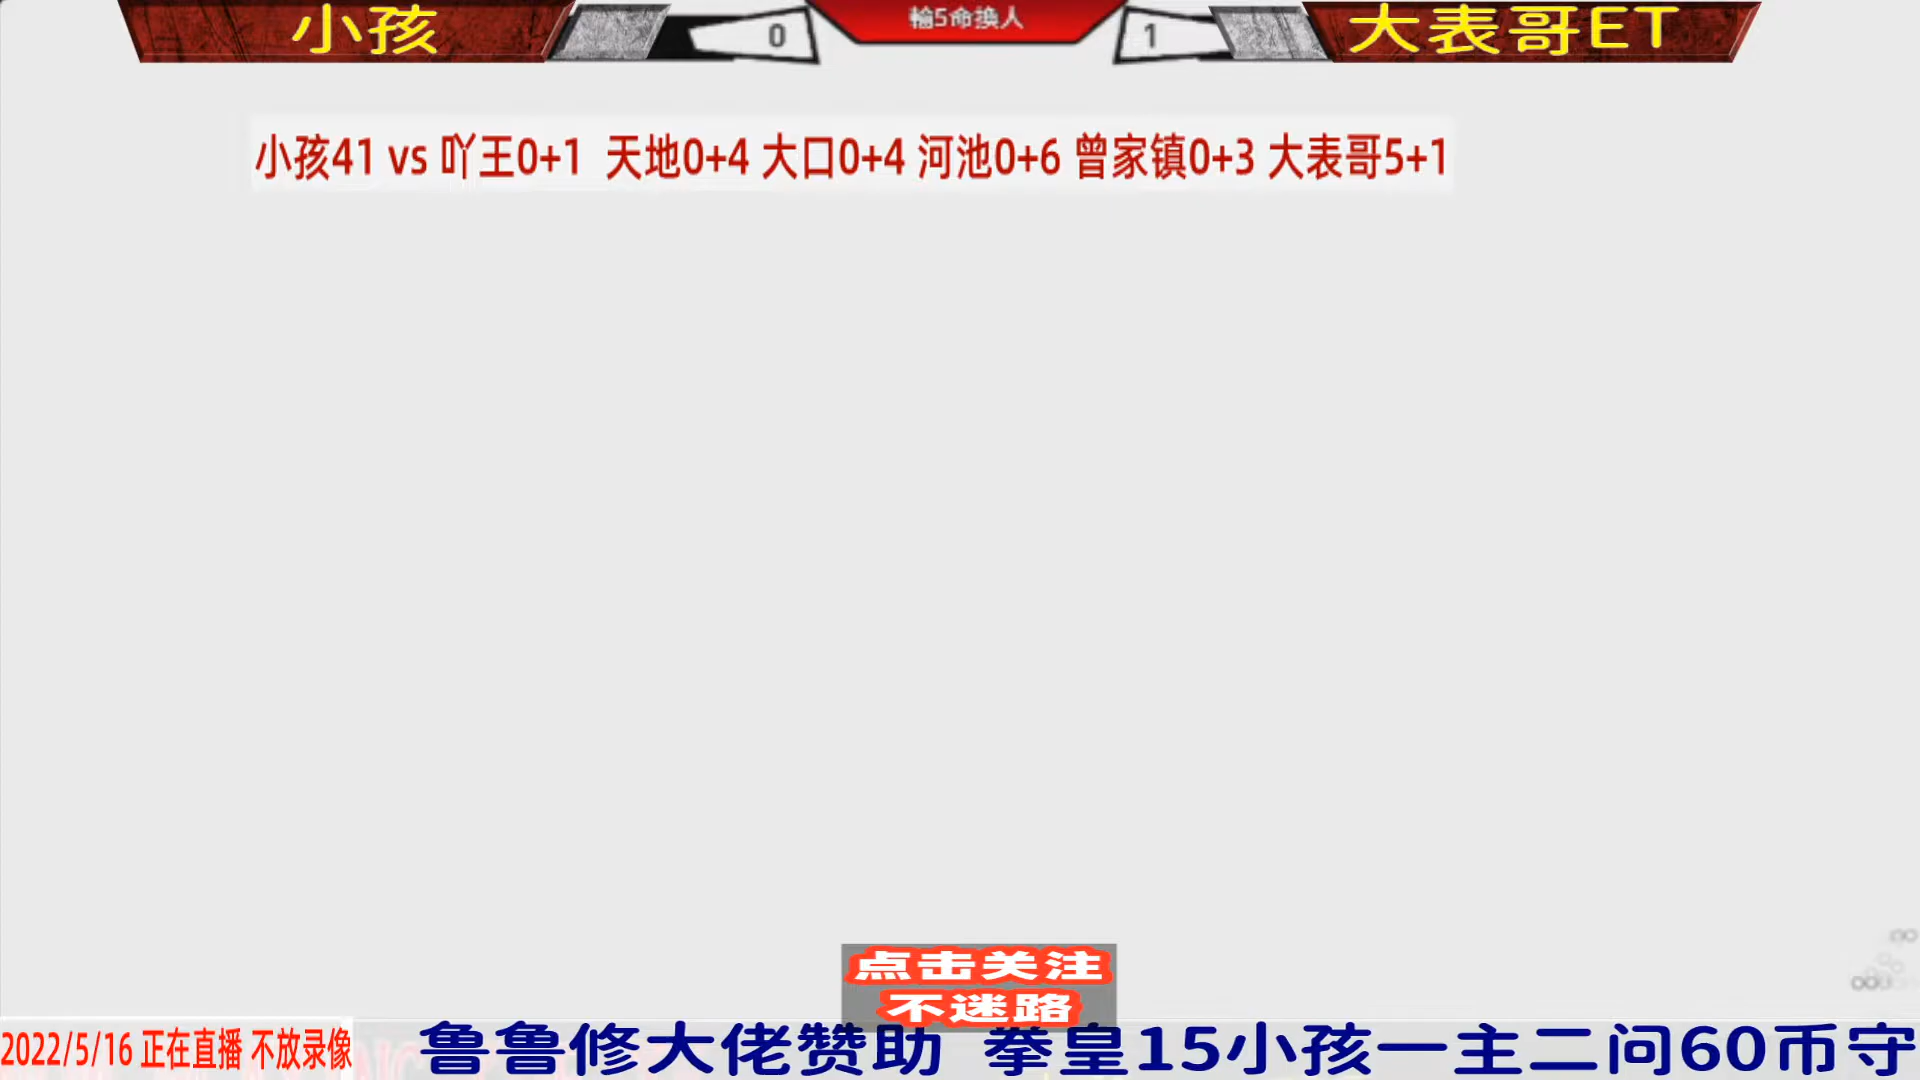 小孩 0 輸5命換人 1 大表哥ET
小孩41 vs 吖王0+1 天地0+4 大口0+4 河池0+6 曾家镇0+3 大表哥5+1
点击关注
不迷路
2022/5/16 正在直播 不放录像
鲁鲁修大佬赞助 拳皇15小孩一主二问60币守